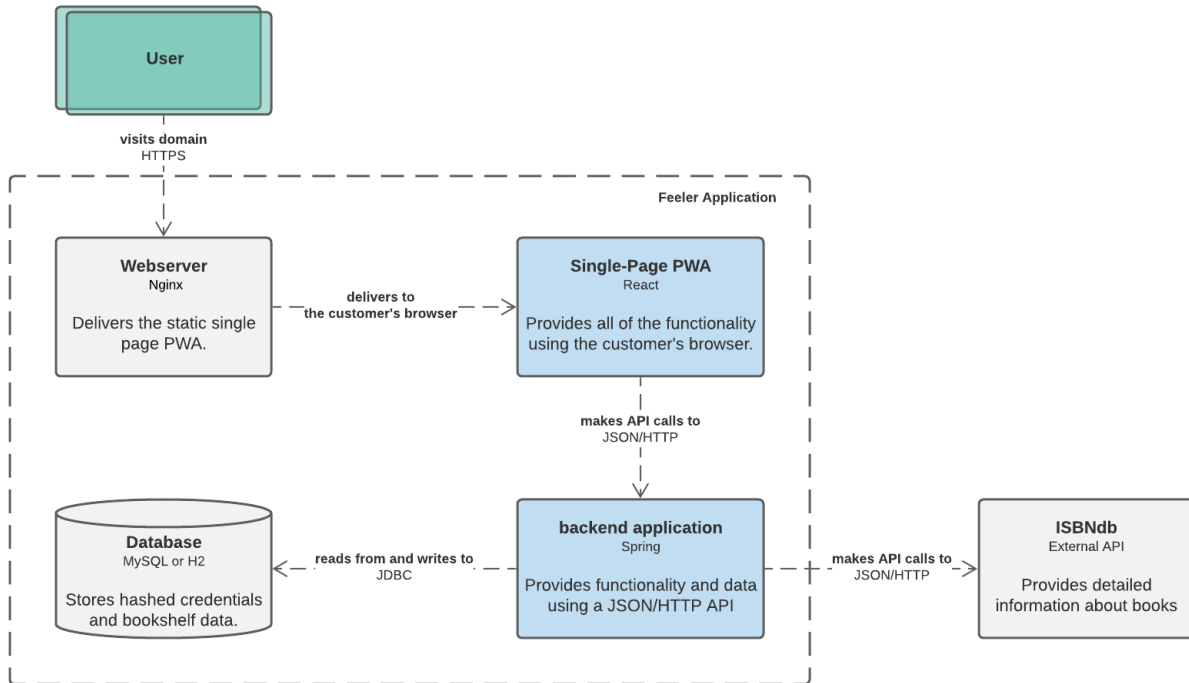 User
visits domain
HTTPS
Feeler Application
Webserver
Nginx
Delivers the static single
page PWA.
delivers to
the customer's browser
Single-Page PWA
React
Provides all of the functionality
using the customer's browser.
makes API calls to
JSON/HTTP
Database
MySQL or H2
Stores hashed credentials
and bookshelf data.
reads from and writes to
JDBC
backend application
Spring
Provides functionality and data
using a JSON/HTTP API
makes API calls to
JSON/HTTP
ISBNdb
External API
Provides detailed
information about books